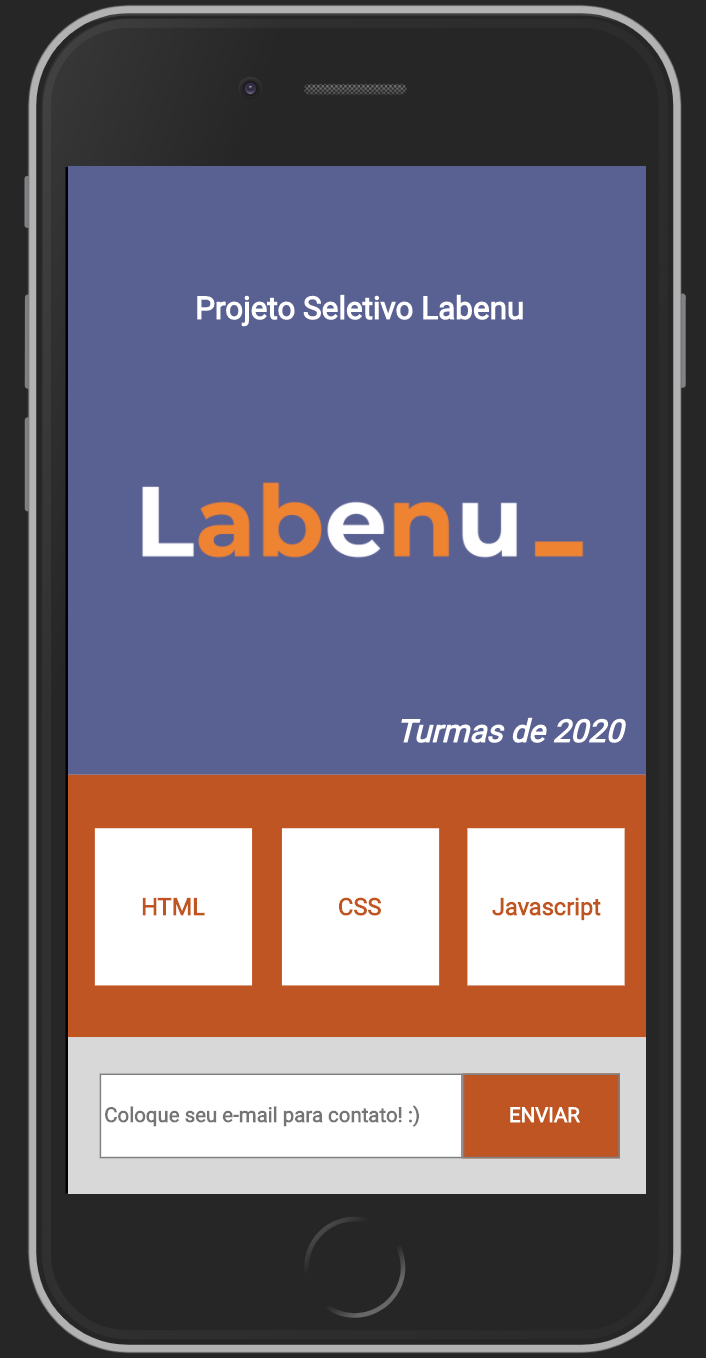 Projeto Seletivo Labenu
Labenu_
Turmas de 2020
HTML
CSS
Javascript
Coloque seu e-mail para contato! :)
ENVIAR